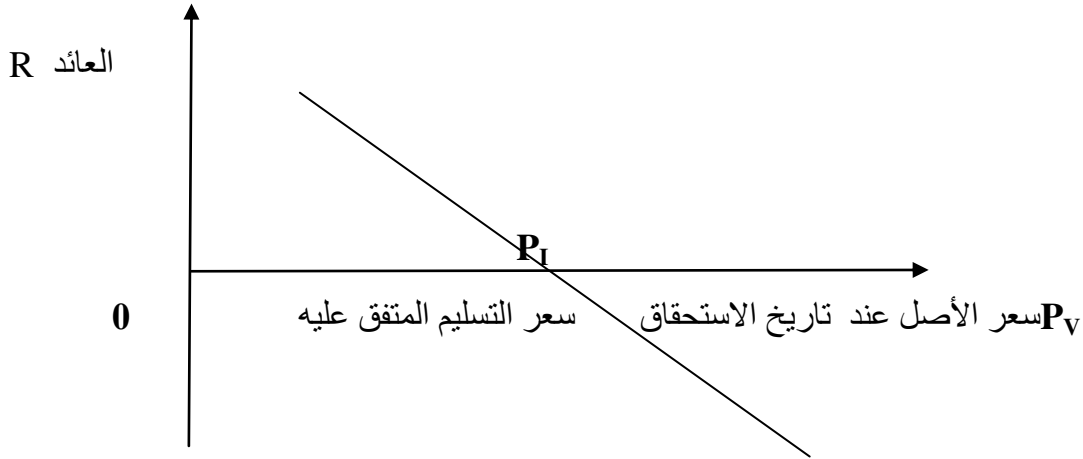 العائد R
P_I
0
سعر التسليم المتفق عليه
سعر الأصل عند تاريخ الاستحقاق P_V